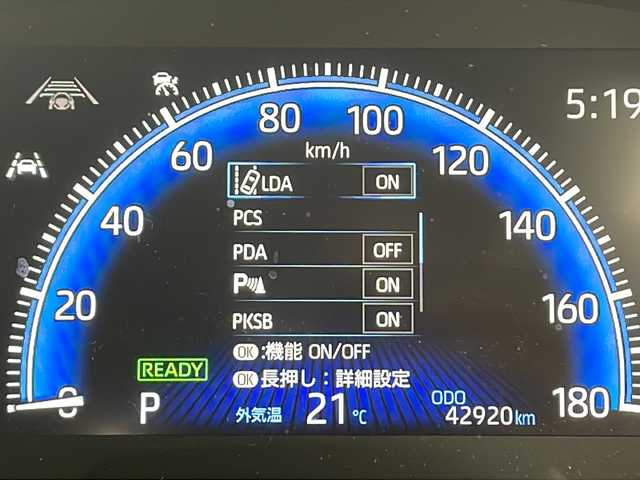 5:19
80 100
60 km/h 120
LDA ON
40 PCS 140
PDA OFF
P ON
20 160
PKSB ON
OK:機能 ON/OFF
READY OK長押し:詳細設定
0 P 外気温 21℃ ODO 42920km 180